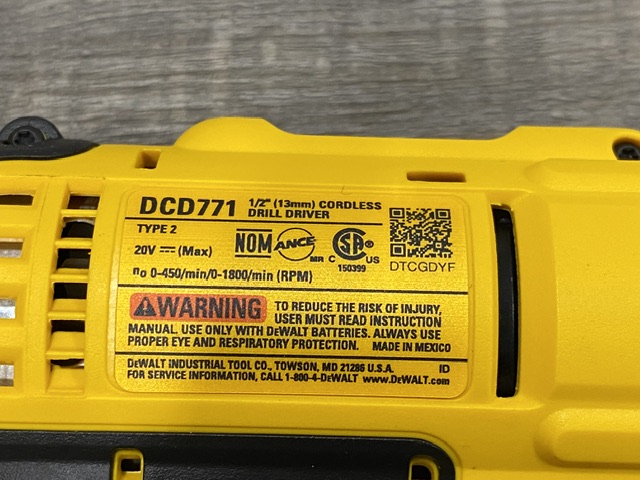 DCD771 1/2" (13mm) CORDLESS
DRILL DRIVER
TYPE 2
20V ⎓ (Max)
NOM ANCE MR C SA US
150399
DTCGDYF
no 0-450/min/0-1800/min (RPM)
WARNING TO REDUCE THE RISK OF INJURY,
USER MUST READ INSTRUCTION
MANUAL. USE ONLY WITH DEWALT BATTERIES. ALWAYS USE
PROPER EYE AND RESPIRATORY PROTECTION. MADE IN MEXICO
DEWALT INDUSTRIAL TOOL CO., TOWSON, MD 21286 U.S.A. ID
FOR SERVICE INFORMATION, CALL 1-800-4-DEWALT www.DEWALT.com